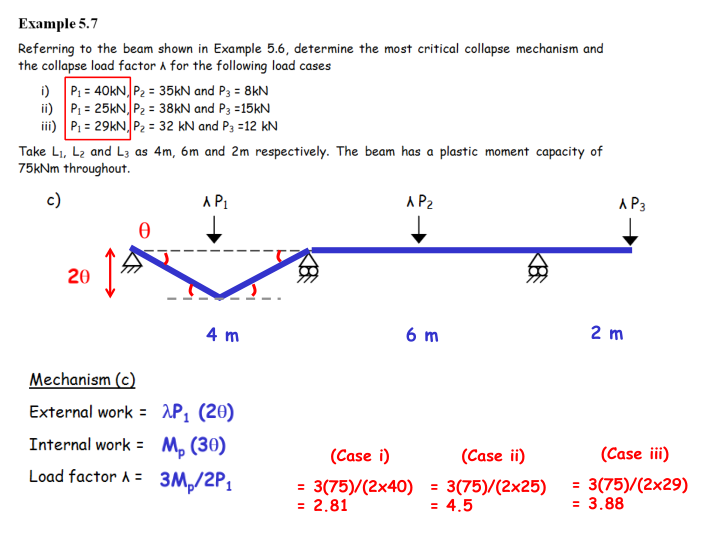 Example 5.7
Referring to the beam shown in Example 5.6, determine the most critical collapse mechanism and
the collapse load factor λ for the following load cases
i) P₁ = 40kN, P₂ = 35kN and P₃ = 8kN
ii) P₁ = 25kN, P₂ = 38kN and P₃ =15kN
iii) P₁ = 29kN, P₂ = 32 kN and P₃ =12 kN
Take L₁, L₂ and L₃ as 4m, 6m and 2m respectively. The beam has a plastic moment capacity of
75kNm throughout.
c) λ P₁ λ P₂ λ P₃
θ
2θ
4 m 6 m 2 m
Mechanism (c)
External work = λP₁ (2θ)
Internal work = Mₚ (3θ)
(Case i) (Case ii) (Case iii)
Load factor λ = 3Mₚ/2P₁
= 3(75)/(2x40) = 3(75)/(2x25) = 3(75)/(2x29)
= 2.81 = 4.5 = 3.88